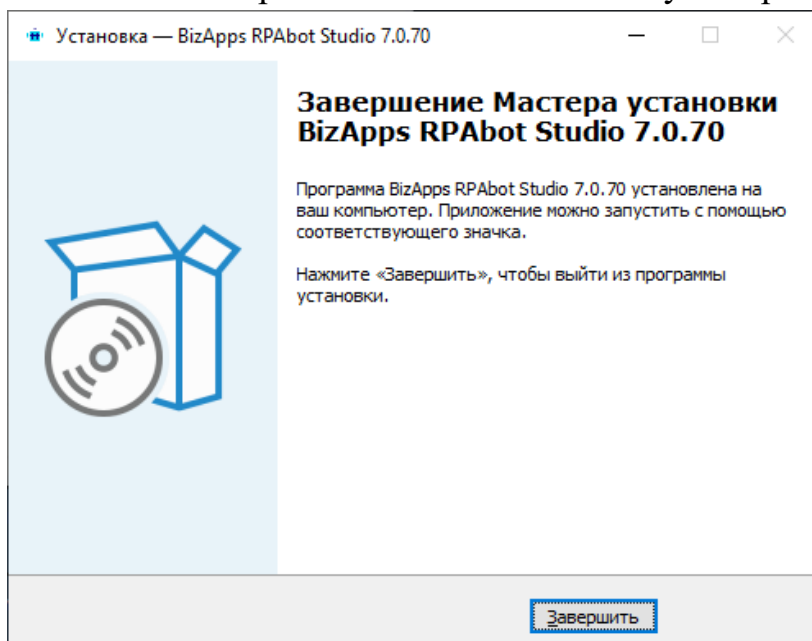 Установка — BizApps RPAbot Studio 7.0.70
Завершение Мастера установки
BizApps RPAbot Studio 7.0.70
Программа BizApps RPAbot Studio 7.0.70 установлена на
ваш компьютер. Приложение можно запустить с помощью
соответствующего значка.
Нажмите «Завершить», чтобы выйти из программы
установки.
Завершить